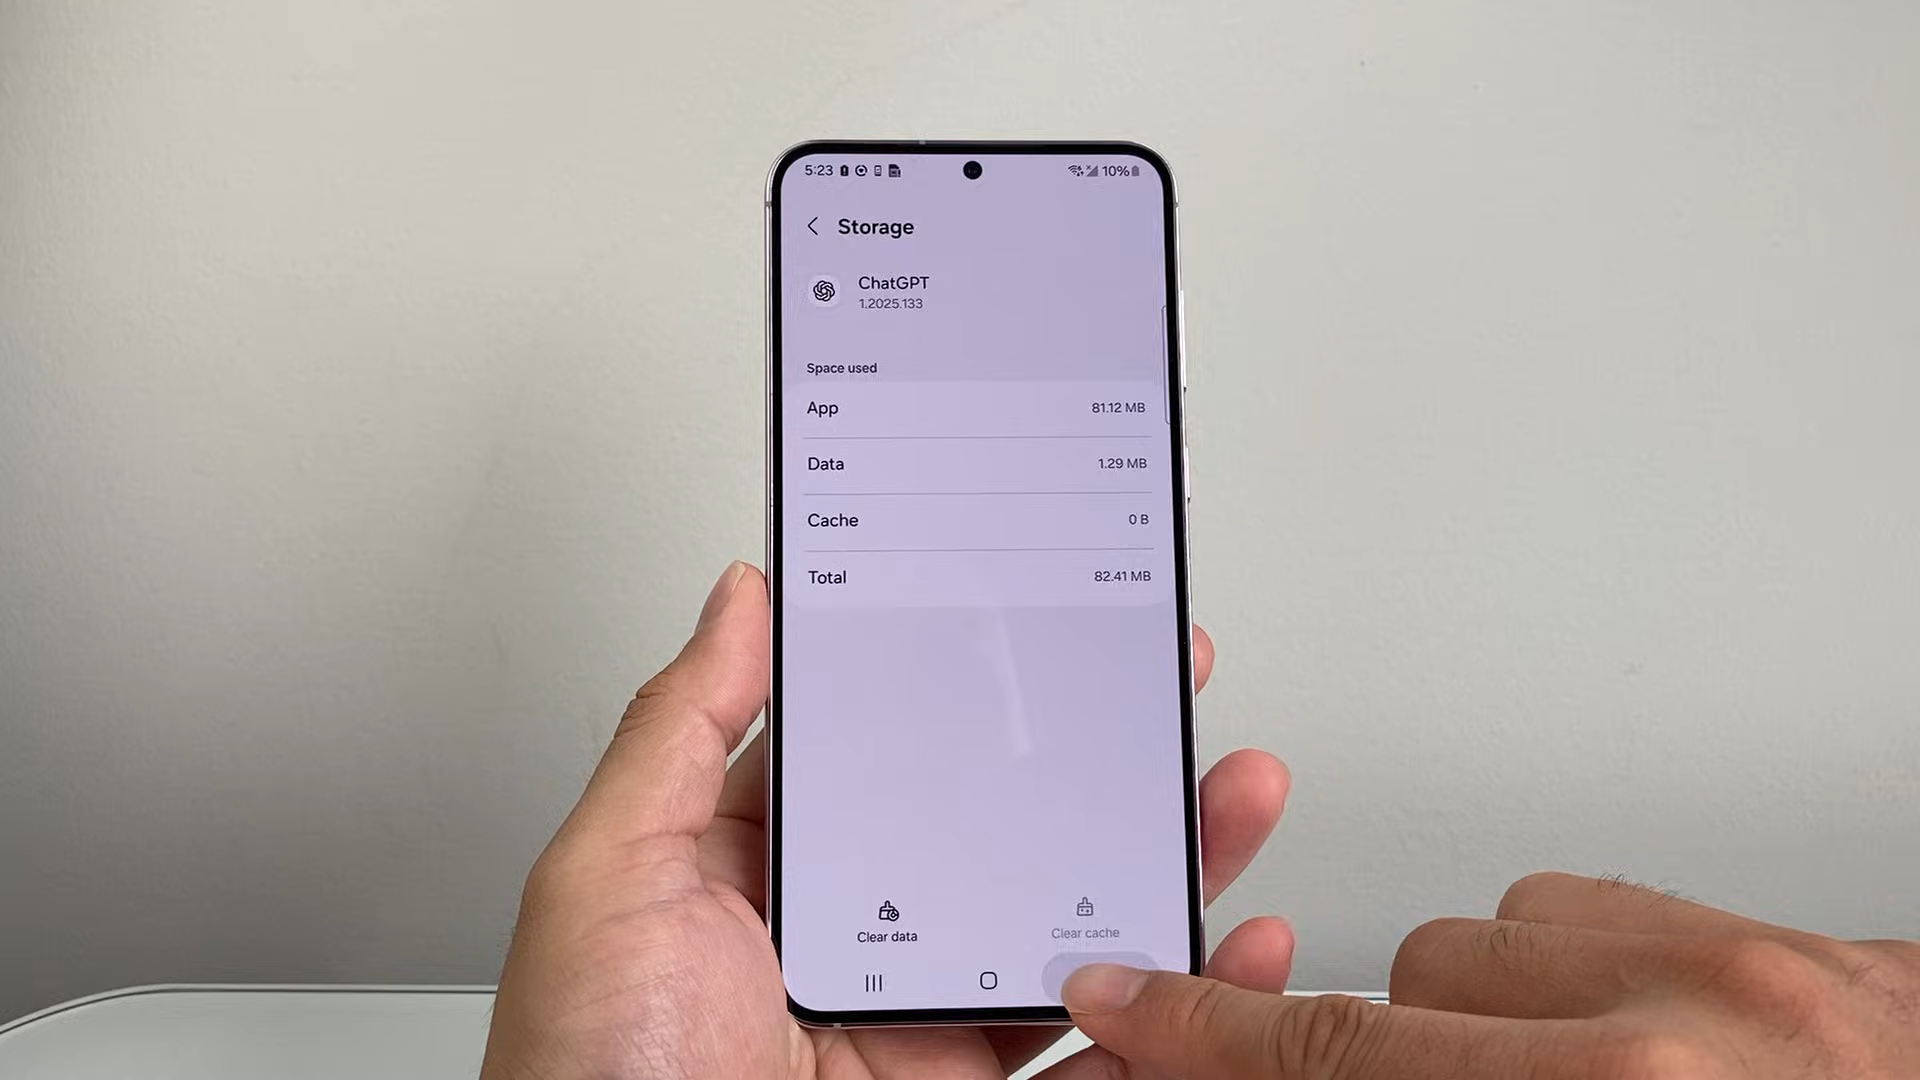 5:23 10%
Storage
ChatGPT
1.2025.133
Space used
App 81.12 MB
Data 1.29 MB
Cache 0 B
Total 82.41 MB
Clear data Clear cache